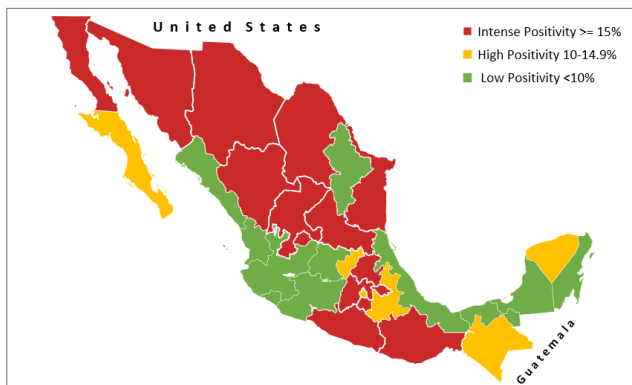 United States
Intense Positivity >= 15%
High Positivity 10-14.9%
Low Positivity <10%
Guatemala